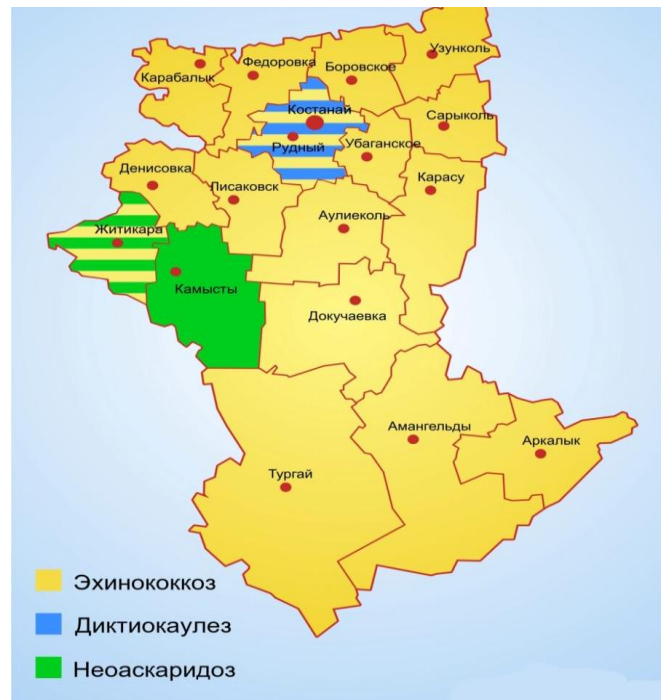 Узунколь
Федоровка
Боровское
Карабалык
Костанай
Сарыколь
Рудный
Убаганское
Денисовка
Лисаковск
Карасу
Аулиеколь
Житикара
Камысты
Докучаевка
Амангельды
Аркалык
Тургай
Эхинококкоз
Диктиокаулез
Неоаскаридоз